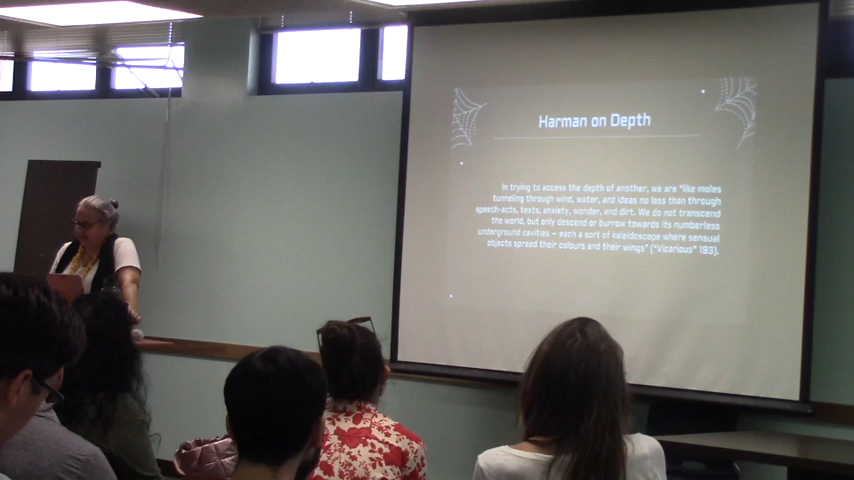 Harman on Depth
In trying to access the depth of another, we are "like moles
tunneling through wind, water, and ideas no less than through
speech-acts, texts, anxiety, wonder, and dirt. We do not transcend
the world, but only descend or burrow towards its numberless
underground cavities – each a sort of kaleidoscope where sensual
objects spread their colours and their wings" ("Vicarious" 193).